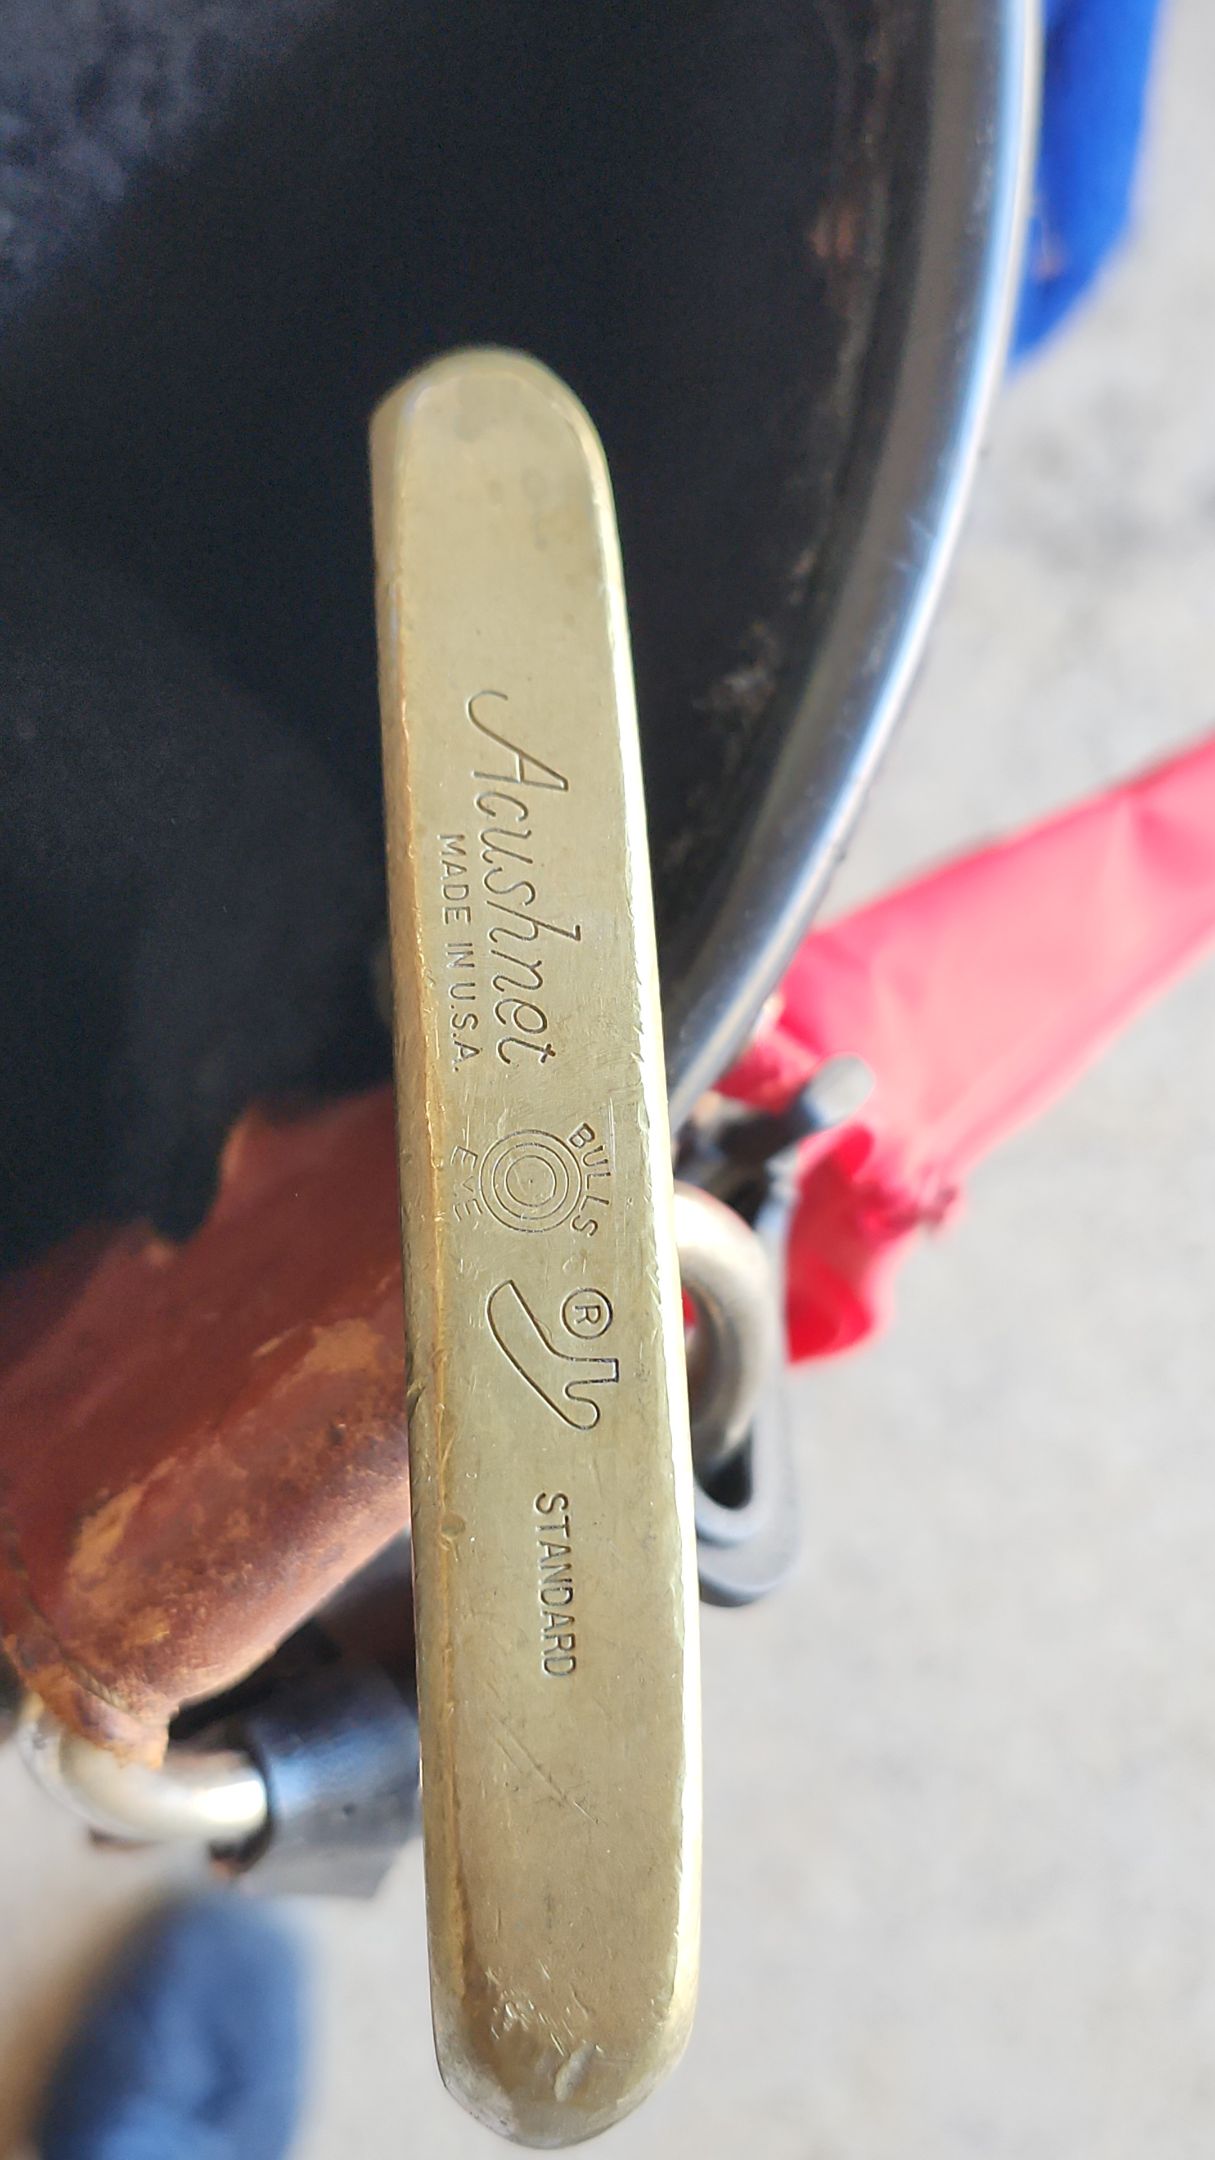 Acushnet
MADE IN U.S.A.
BULLS
EYE
®
STANDARD